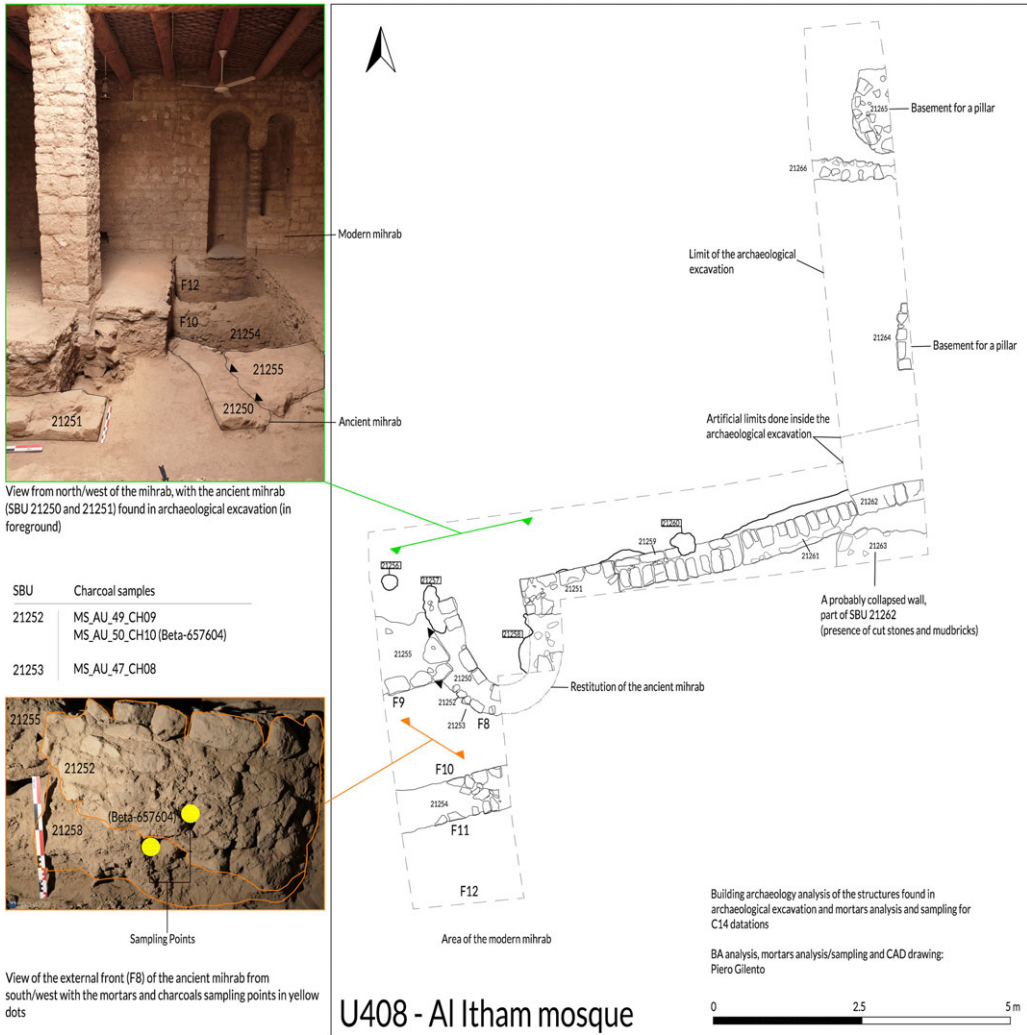 Modern mihrab
F12
F10
21254
21255
21250
21251
Ancient mihrab
View from north/west of the mihrab, with the ancient mihrab
(SBU 21250 and 21251) found in archaeological excavation (in
foreground)
SBU Charcoal samples
21252 MS_AU_49_CH09
MS_AU_50_CH10 (Beta-657604)
21253 MS_AU_47_CH08
21255
21252
(Beta-657604)
21253
Sampling Points
View of the external front (F8) of the ancient mihrab from
south/west with the mortars and charcoals sampling points in yellow
dots
21265
Basement for a pillar
21266
Limit of the archaeological
excavation
21264
Basement for a pillar
Artificial limits done inside the
archaeological excavation
21262
21260
21259
21261
21263
21251
21256
21257
A probably collapsed wall,
part of SBU 21262
(presence of cut stones and mudbricks)
21258
21255
21250
Restitution of the ancient mihrab
21252
F9
21253
F8
F10
21254
F11
F12
Area of the modern mihrab
Building archaeology analysis of the structures found in
archaeological excavation and mortars analysis and sampling for
C14 datations
BA analysis, mortars analysis/sampling and CAD drawing:
Piero Gilento
U408 - Al Itham mosque
0 2.5 5 m